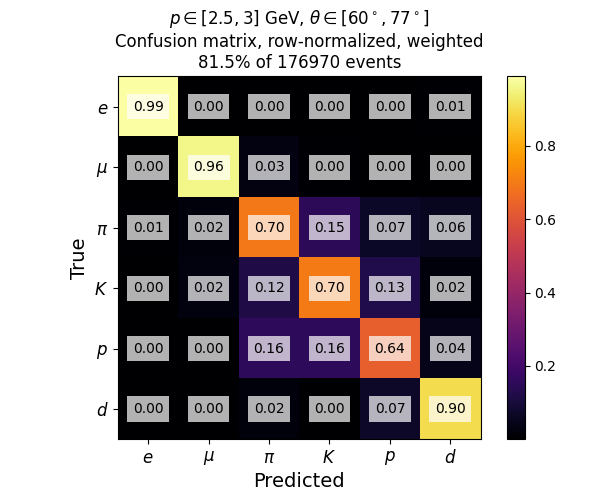 p ∈ [2.5, 3] GeV, θ ∈ [60°, 77°]
Confusion matrix, row-normalized, weighted
81.5% of 176970 events
e 0.99 0.00 0.00 0.00 0.00 0.01
μ 0.00 0.96 0.03 0.00 0.00 0.00
π 0.01 0.02 0.70 0.15 0.07 0.06
K 0.00 0.02 0.12 0.70 0.13 0.02
p 0.00 0.00 0.16 0.16 0.64 0.04
d 0.00 0.00 0.02 0.00 0.07 0.90
e μ π K p d
Predicted
True
0.8
0.6
0.4
0.2